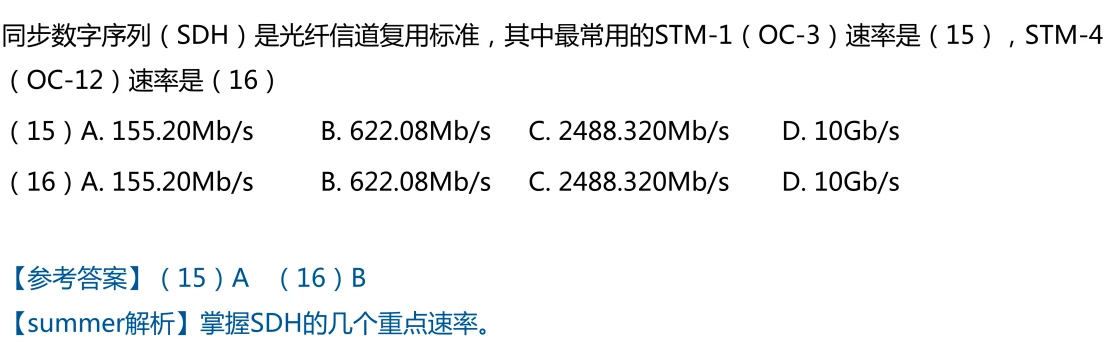 同步数字序列（SDH）是光纤信道复用标准，其中最常用的STM-1（OC-3）速率是（15），STM-4
（OC-12）速率是（16）
（15）A. 155.20Mb/s B. 622.08Mb/s C. 2488.320Mb/s D. 10Gb/s
（16）A. 155.20Mb/s B. 622.08Mb/s C. 2488.320Mb/s D. 10Gb/s
【参考答案】（15）A （16）B
【summer解析】掌握SDH的几个重点速率。